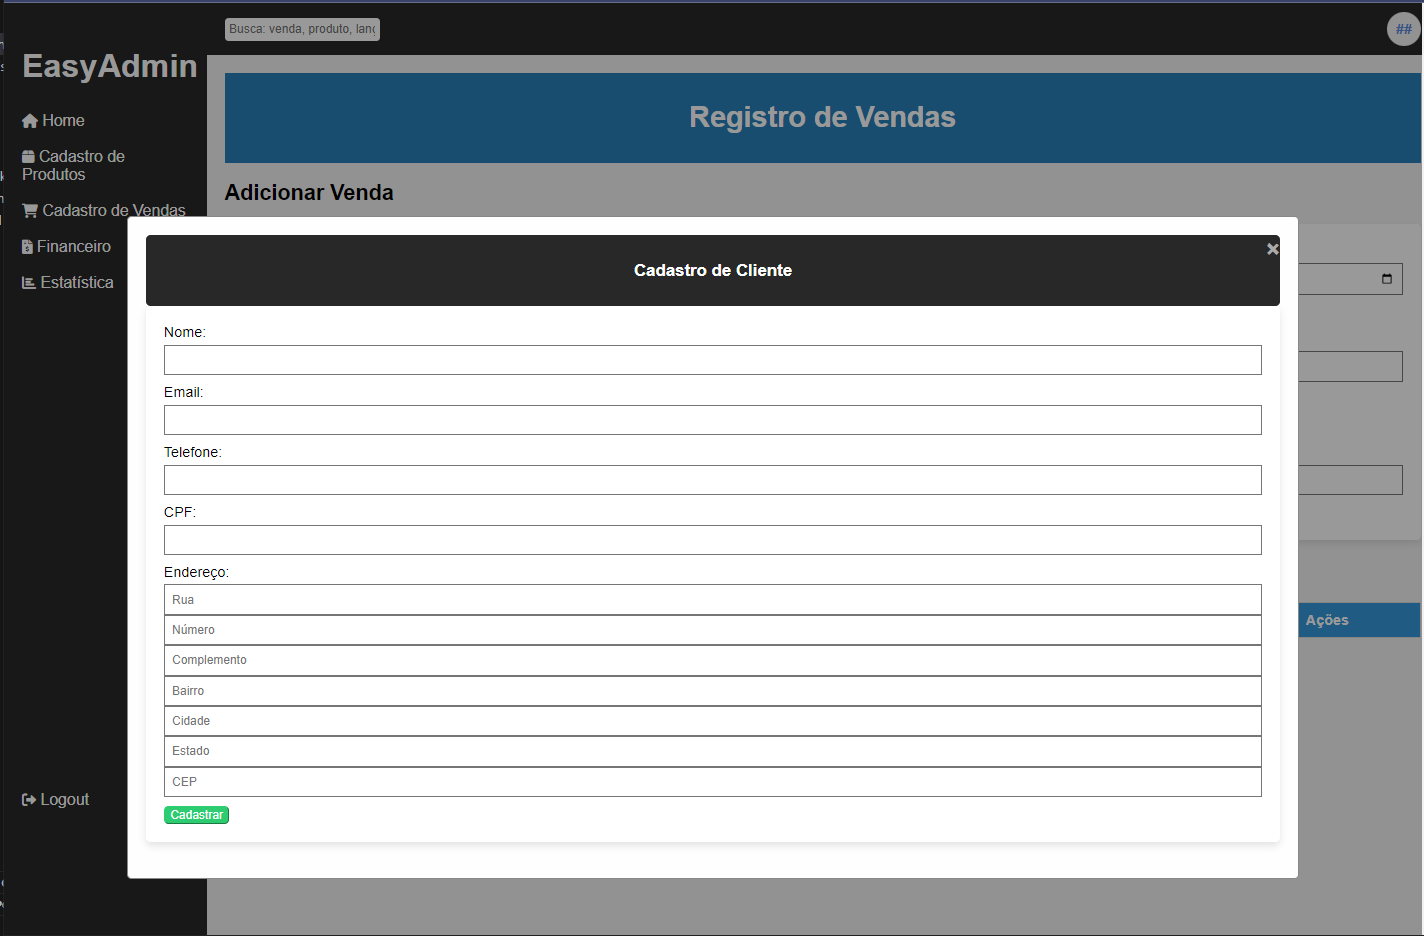 Busca: venda, produto, lanç
##
EasyAdmin
Home
Cadastro de
Produtos
Cadastro de Vendas
Financeiro
Estatística
Logout
Registro de Vendas
Adicionar Venda
Cadastro de Cliente
×
Nome:
Email:
Telefone:
CPF:
Endereço:
Rua
Número
Complemento
Bairro
Cidade
Estado
CEP
Cadastrar
Ações